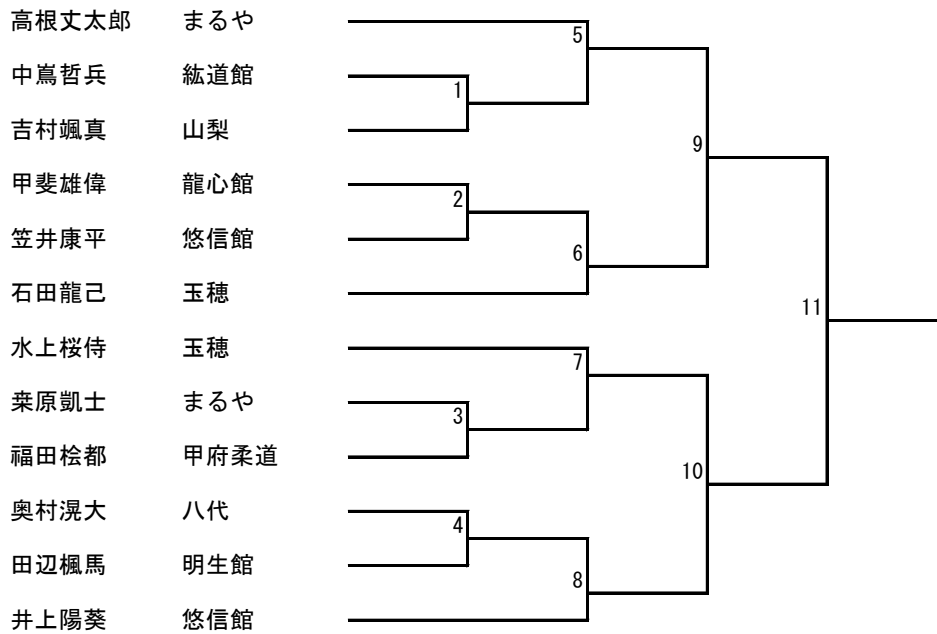 高根丈太郎 まるや
5
中嶌哲兵 紘道館
1
吉村颯真 山梨
9
甲斐雄偉 龍心館
2
笠井康平 悠信館
6
石田龍己 玉穂
11
水上桜侍 玉穂
7
桒原凱士 まるや
3
福田桧都 甲府柔道
10
奥村滉大 八代
4
田辺楓馬 明生館
8
井上陽葵 悠信館